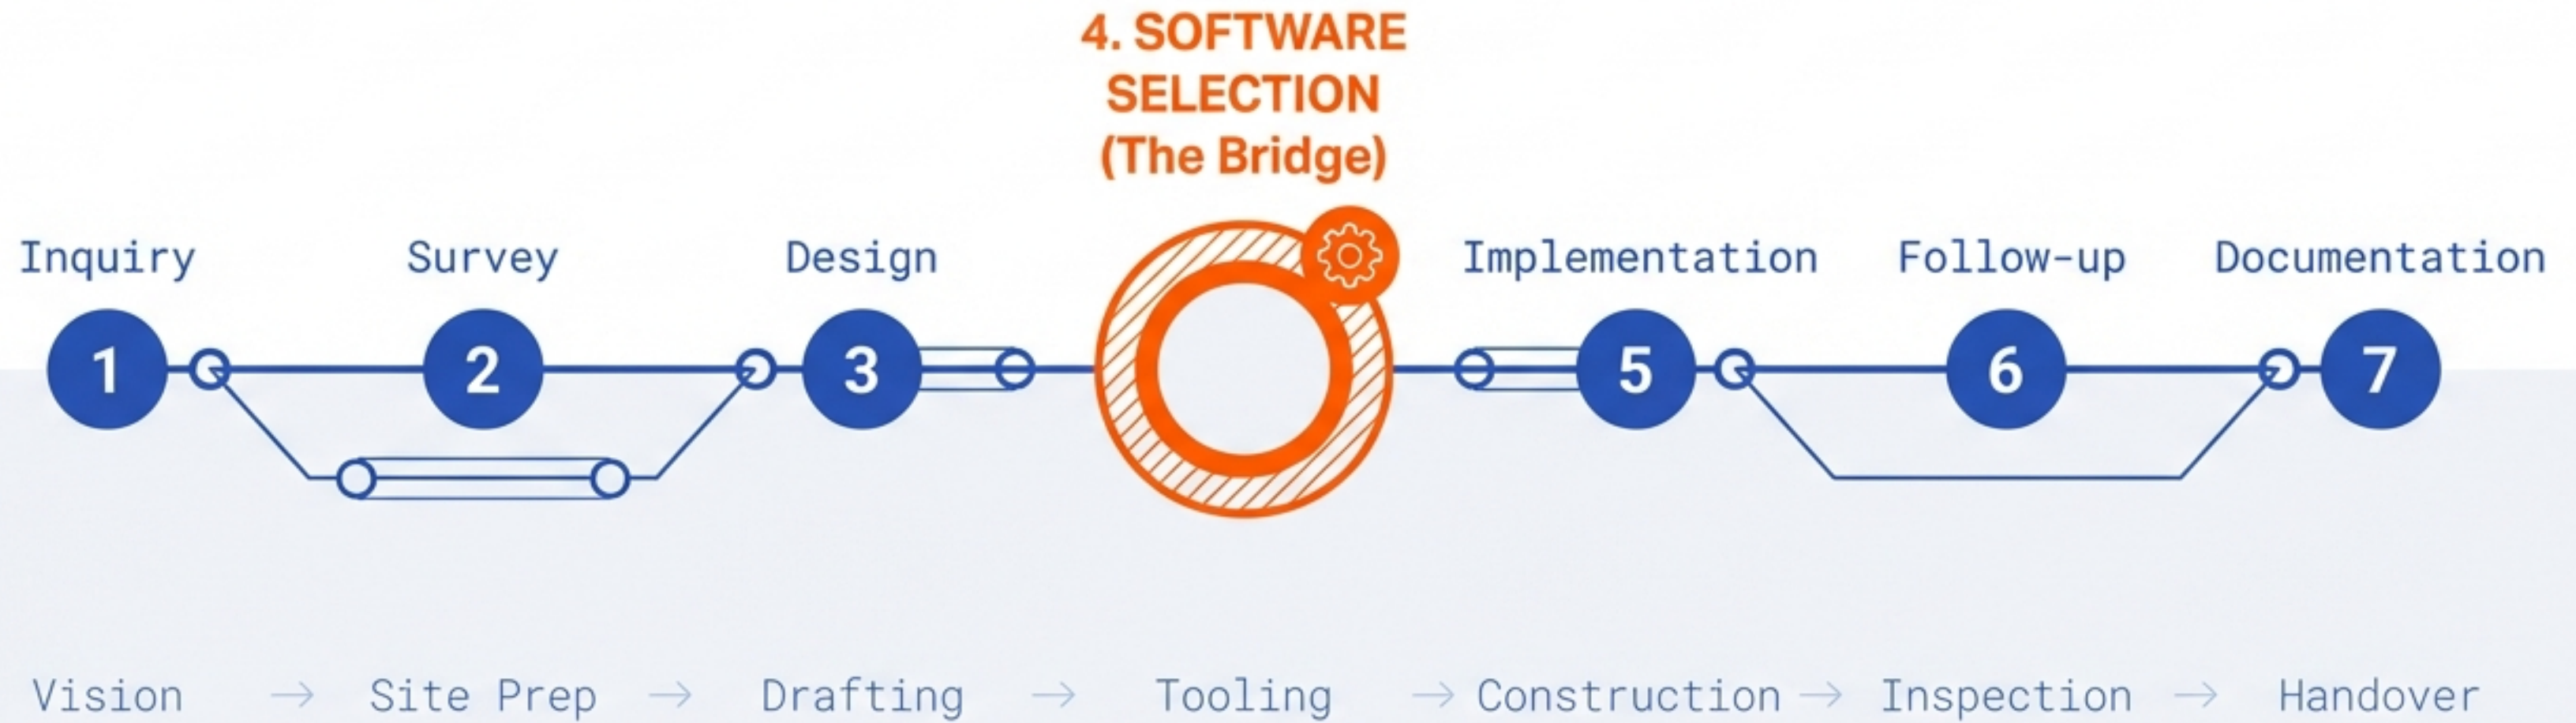 4. SOFTWARE
SELECTION
(The Bridge)
Inquiry Survey Design Implementation Follow-up Documentation
1 2 3 5 6 7
Vision → Site Prep → Drafting → Tooling → Construction → Inspection → Handover